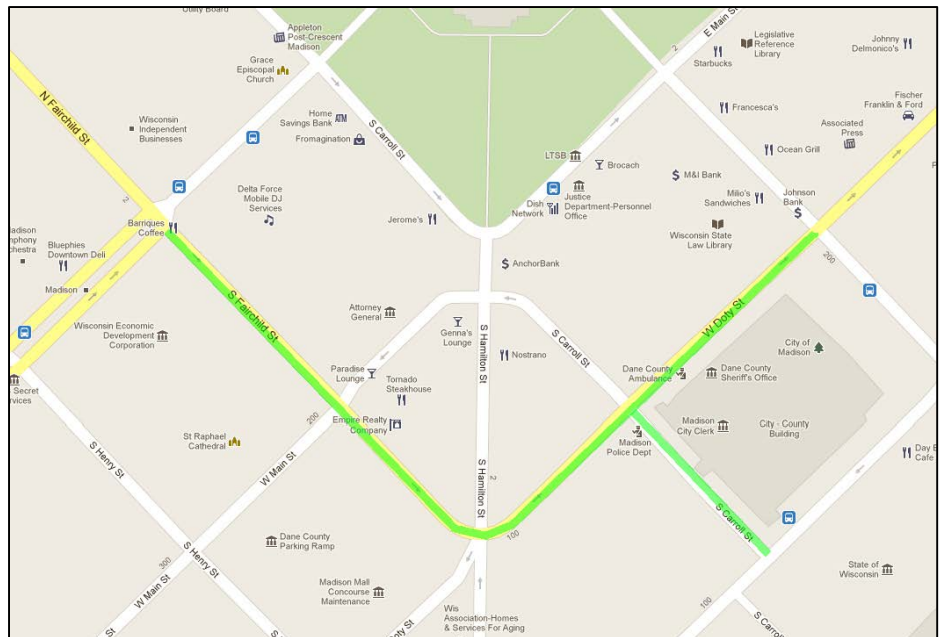 Utility Board
Appleton
Post-Crescent
Madison
Grace
Episcopal
Church
E Main St
2
Starbucks
Legislative
Reference
Library
Johnny
Delmonico's
N Fairchild St
Wisconsin
Independent
Businesses
Home
Savings Bank
ATM
Fromagination
S Carroll St
Francesca's
Fischer
Franklin & Ford
Associated
Press
Ocean Grill
LTSB
Brocach
M&I Bank
2
Delta Force
Mobile DJ
Services
Dish
Network
Justice
Department-Personnel
Office
Milio's
Sandwiches
Johnson
Bank
Barriques
Coffee
Jerome's
Wisconsin State
Law Library
Bluephies
Downtown Deli
Madison
AnchorBank
200
S Fairchild St
Attorney
General
Wisconsin Economic
Development
Corporation
Genna's
Lounge
S Hamilton St
S Carroll St
W Doty St
Nostrano
City of
Madison
Paradise
Lounge
Tornado
Steakhouse
Dane County
Ambulance
Dane County
Sheriff's Office
Secret
rvices
200
Empire Realty
Company
Madison
City Clerk
City - County
Building
Madison
Police Dept
St Raphael
Cathedral
S Henry St
W Main St
S Hamilton St
2
Day
Cafe
100
S Carroll St
Dane County
Parking Ramp
S Henry St
300
W Main St
State of
Wisconsin
Madison Mall
Concourse
Maintenance
100
Wis
Association-Homes
& Services For Aging
oty St
S C